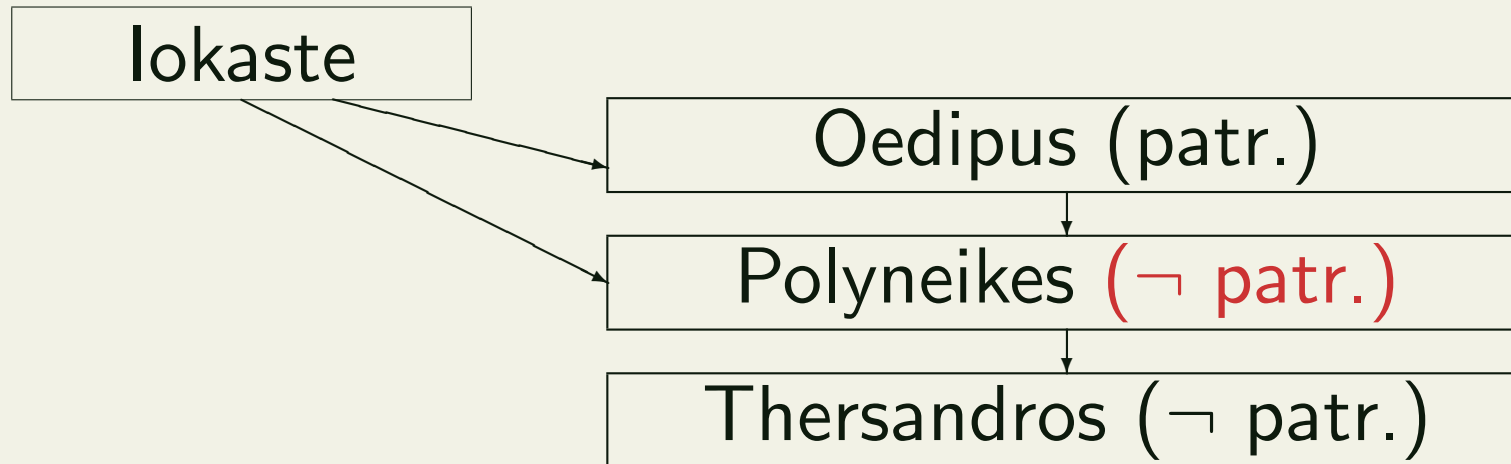 Iokaste
Oedipus (patr.)
Polyneikes (¬ patr.)
Thersandros (¬ patr.)